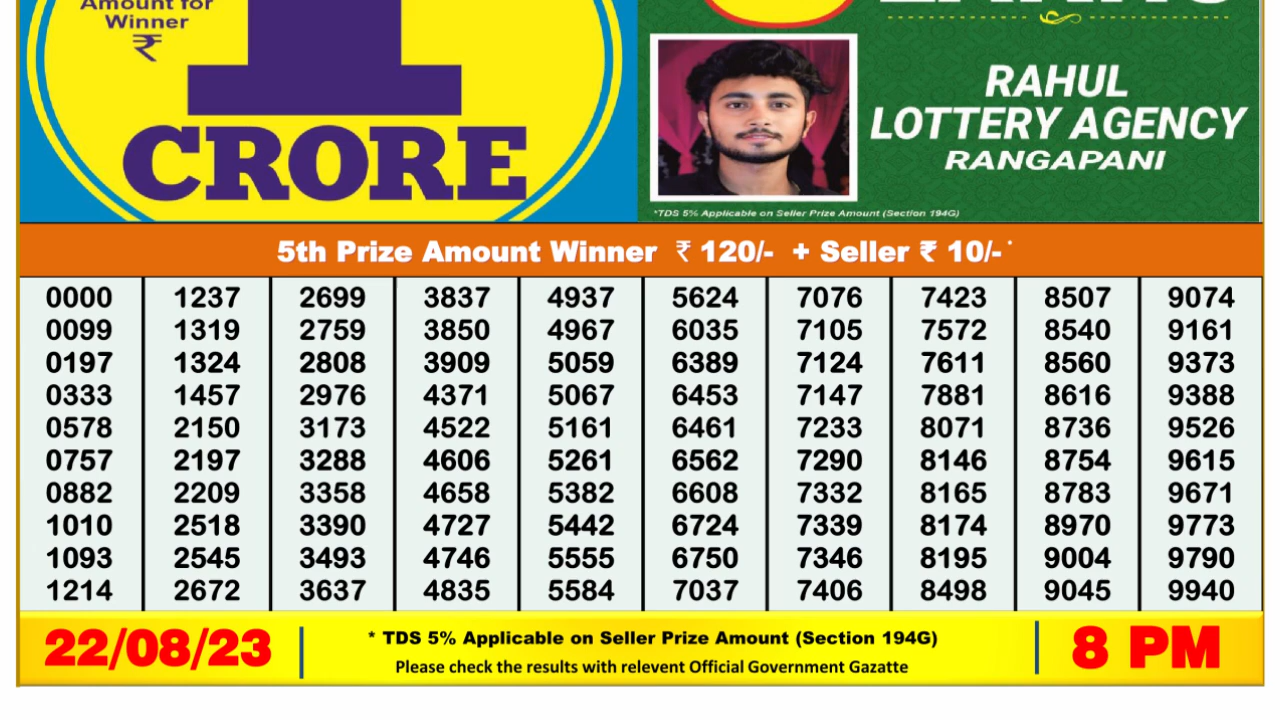 Amount for
Winner
₹
1
CRORE
RAHUL
LOTTERY AGENCY
RANGAPANI
*TDS 5% Applicable on Seller Prize Amount (Section 194G)
5th Prize Amount Winner ₹ 120/- + Seller ₹ 10/-*
0000 1237 2699 3837 4937 5624 7076 7423 8507 9074
0099 1319 2759 3850 4967 6035 7105 7572 8540 9161
0197 1324 2808 3909 5059 6389 7124 7611 8560 9373
0333 1457 2976 4371 5067 6453 7147 7881 8616 9388
0578 2150 3173 4522 5161 6461 7233 8071 8736 9526
0757 2197 3288 4606 5261 6562 7290 8146 8754 9615
0882 2209 3358 4658 5382 6608 7332 8165 8783 9671
1010 2518 3390 4727 5442 6724 7339 8174 8970 9773
1093 2545 3493 4746 5555 6750 7346 8195 9004 9790
1214 2672 3637 4835 5584 7037 7406 8498 9045 9940
22/08/23
* TDS 5% Applicable on Seller Prize Amount (Section 194G)
Please check the results with relevent Official Government Gazatte
8 PM